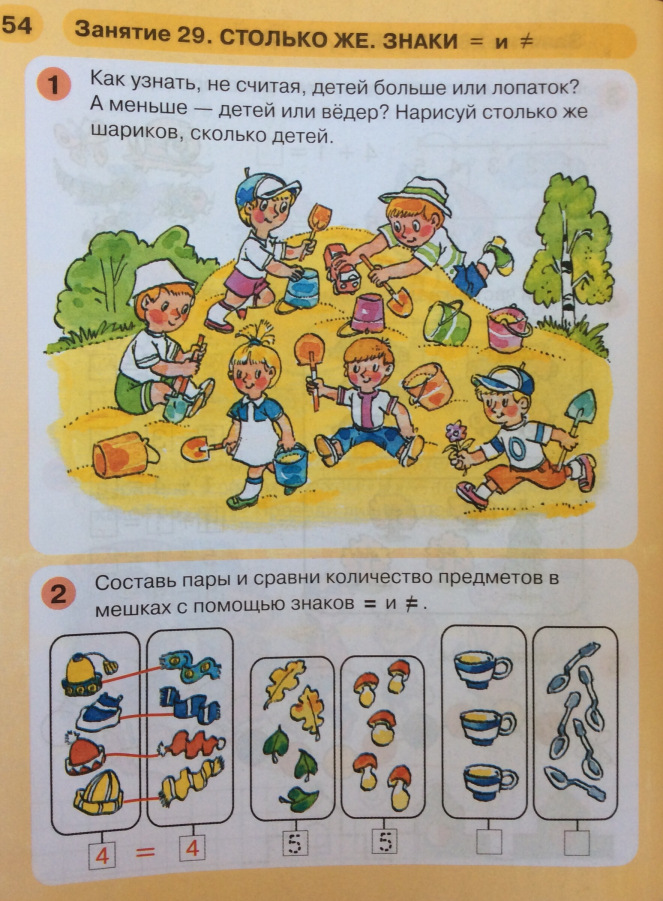 54
Занятие 29. СТОЛЬКО ЖЕ. ЗНАКИ = и ≠
1
Как узнать, не считая, детей больше или лопаток?
А меньше — детей или вёдер? Нарисуй столько же
шариков, сколько детей.
2
Составь пары и сравни количество предметов в
мешках с помощью знаков = и ≠.
4 = 4 5 5